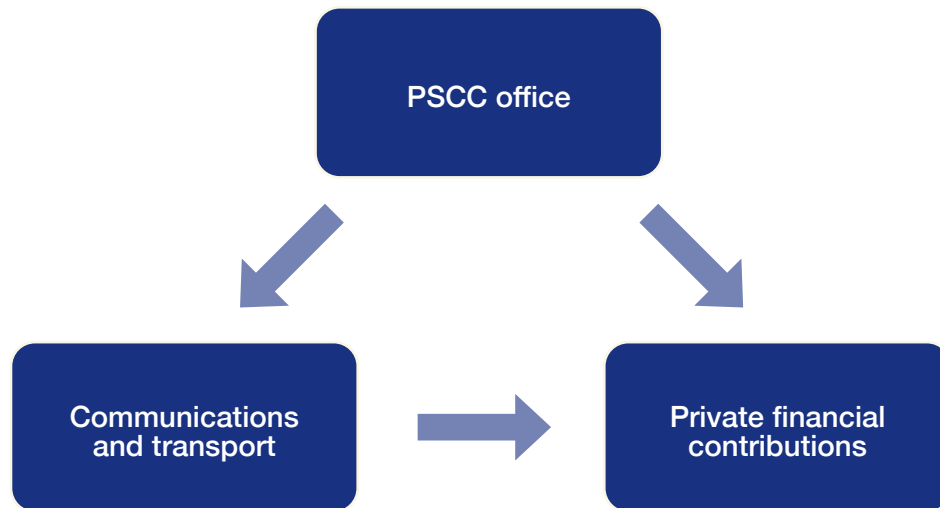 PSCC office
Communications
and transport
Private financial
contributions